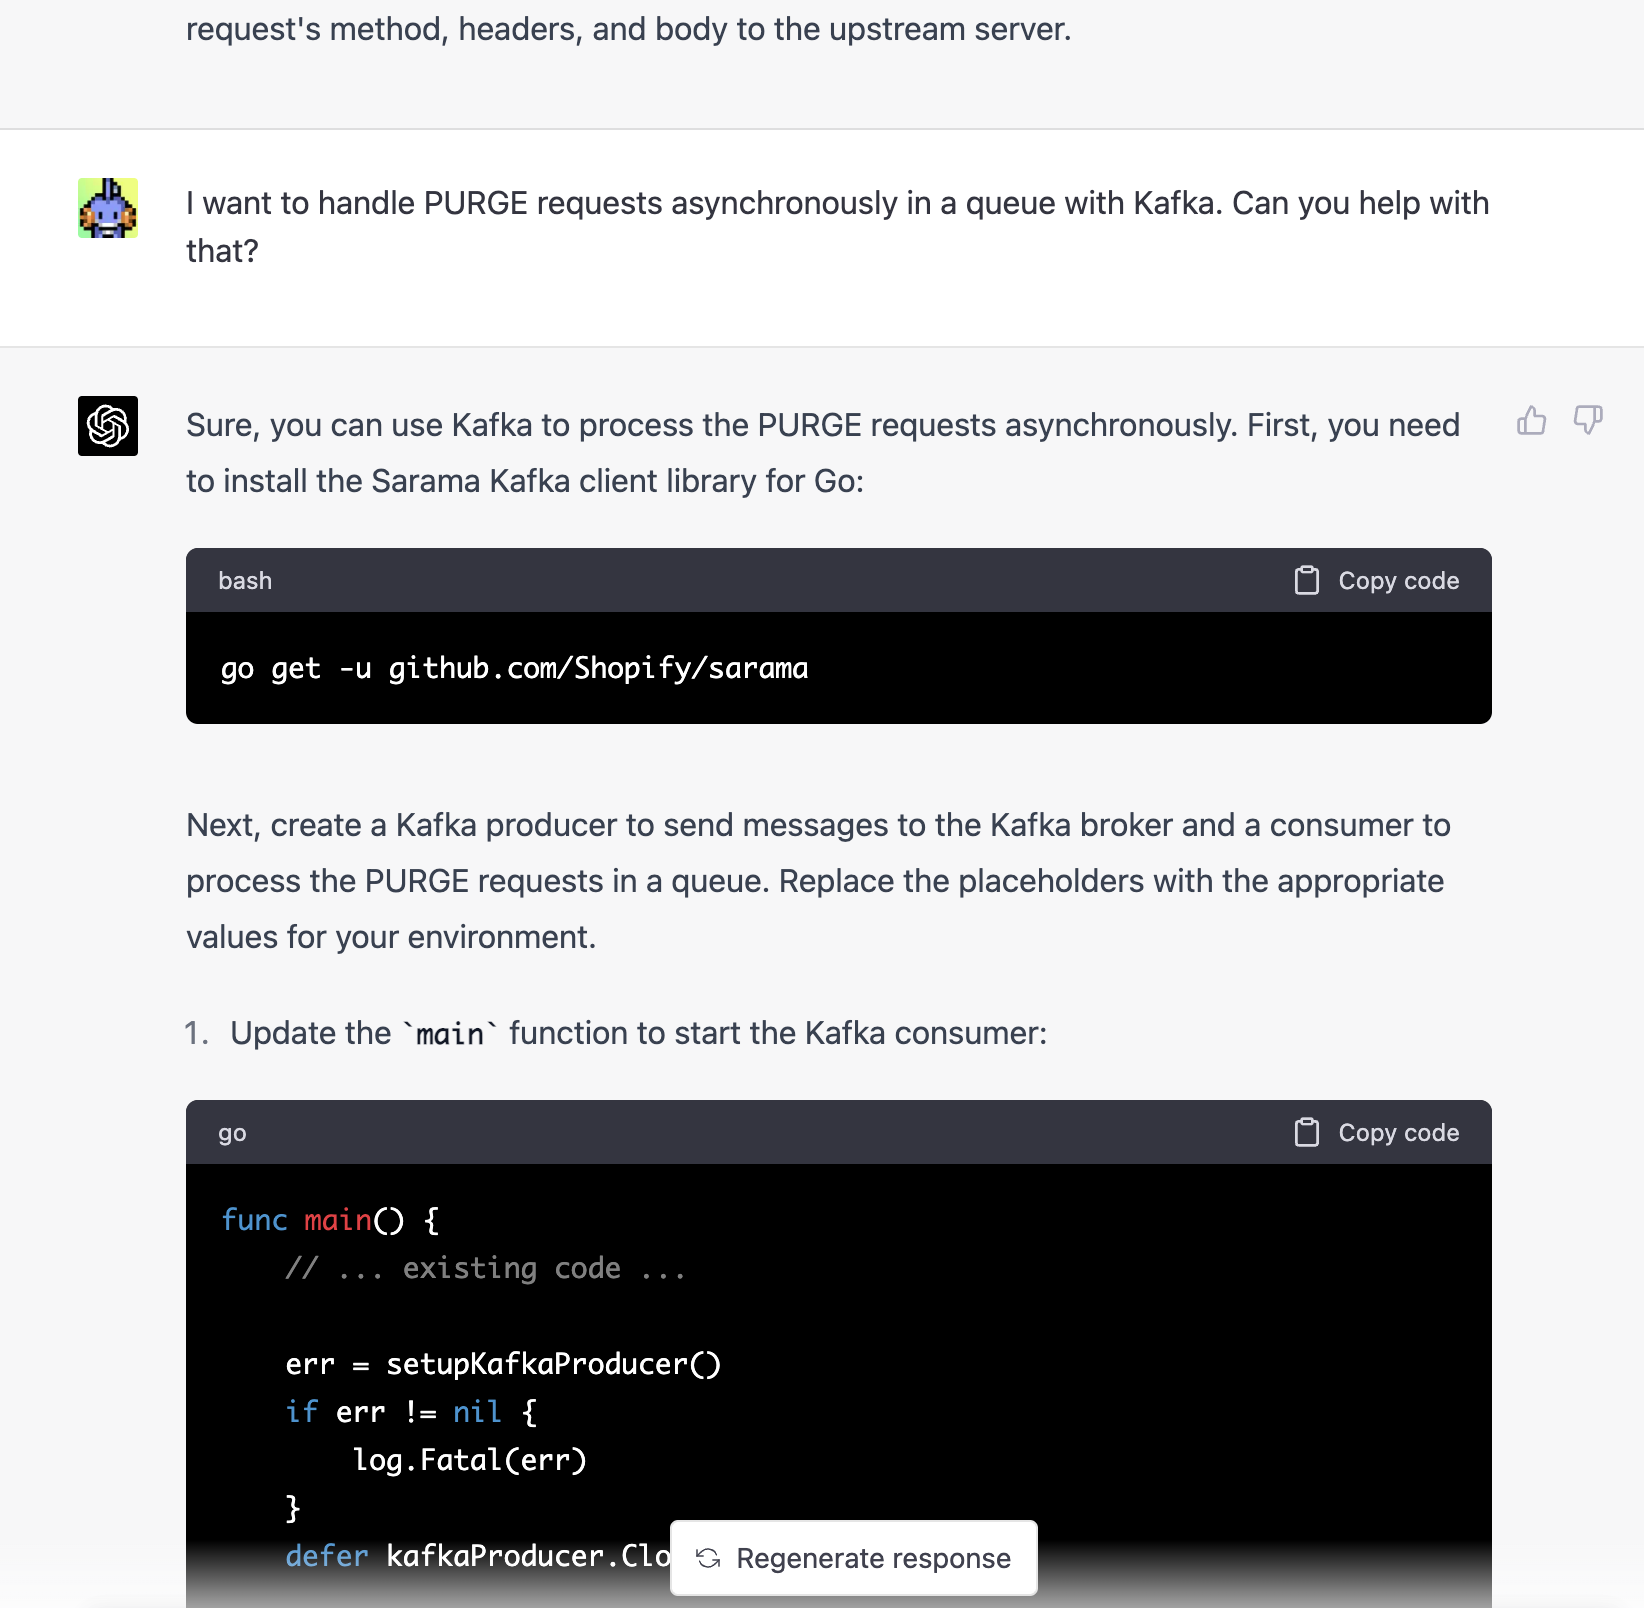 request's method, headers, and body to the upstream server.
I want to handle PURGE requests asynchronously in a queue with Kafka. Can you help with
that?
Sure, you can use Kafka to process the PURGE requests asynchronously. First, you need
to install the Sarama Kafka client library for Go:
bash
Copy code
go get -u github.com/Shopify/sarama
Next, create a Kafka producer to send messages to the Kafka broker and a consumer to
process the PURGE requests in a queue. Replace the placeholders with the appropriate
values for your environment.
1. Update the `main` function to start the Kafka consumer:
go
Copy code
func main() {
    // ... existing code ...
    err = setupKafkaProducer()
    if err != nil {
        log.Fatal(err)
    }
    defer kafkaProducer.Clo
Regenerate response